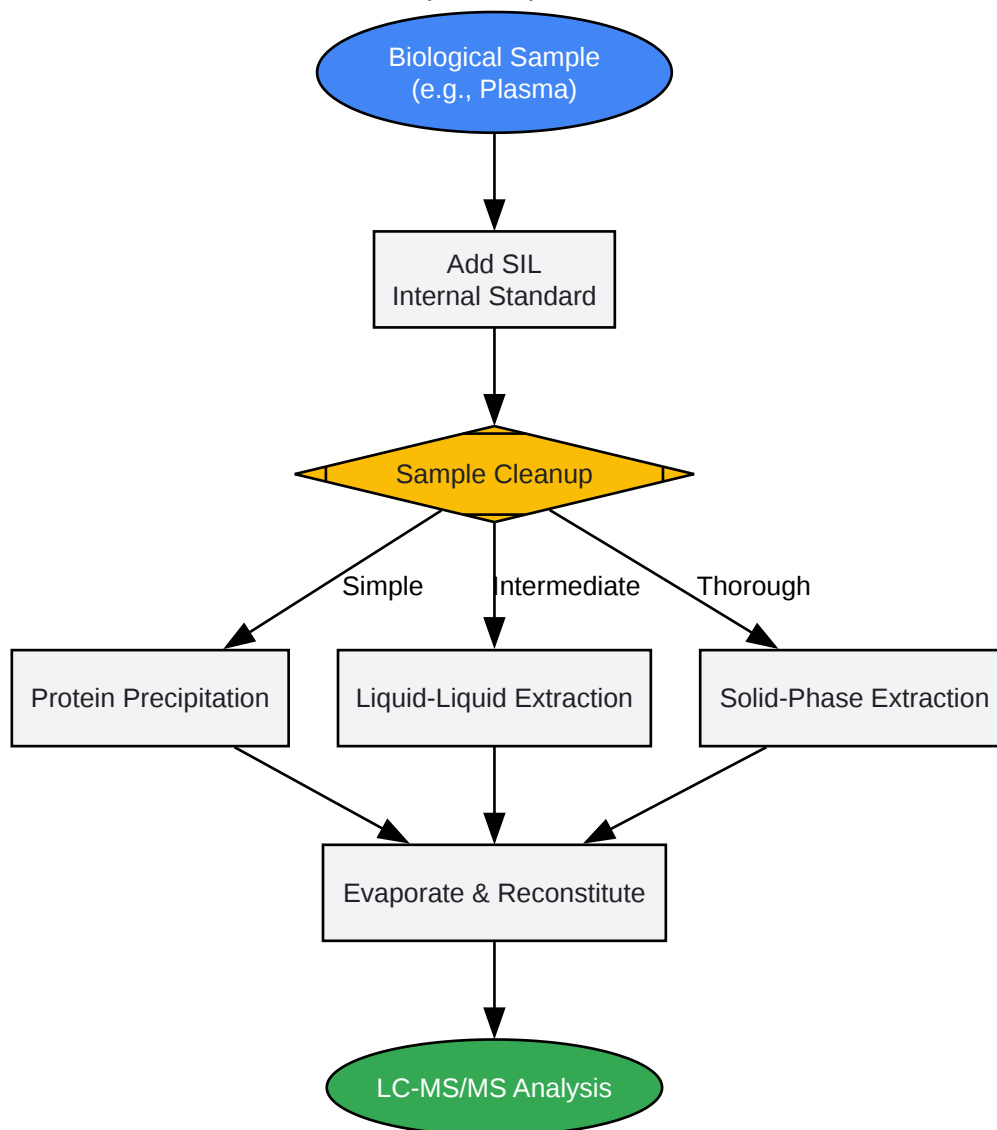 Biological Sample
(e.g., Plasma)
Add SIL
Internal Standard
Sample Cleanup
Simple
Intermediate
Thorough
Protein Precipitation
Liquid-Liquid Extraction
Solid-Phase Extraction
Evaporate & Reconstitute
LC-MS/MS Analysis